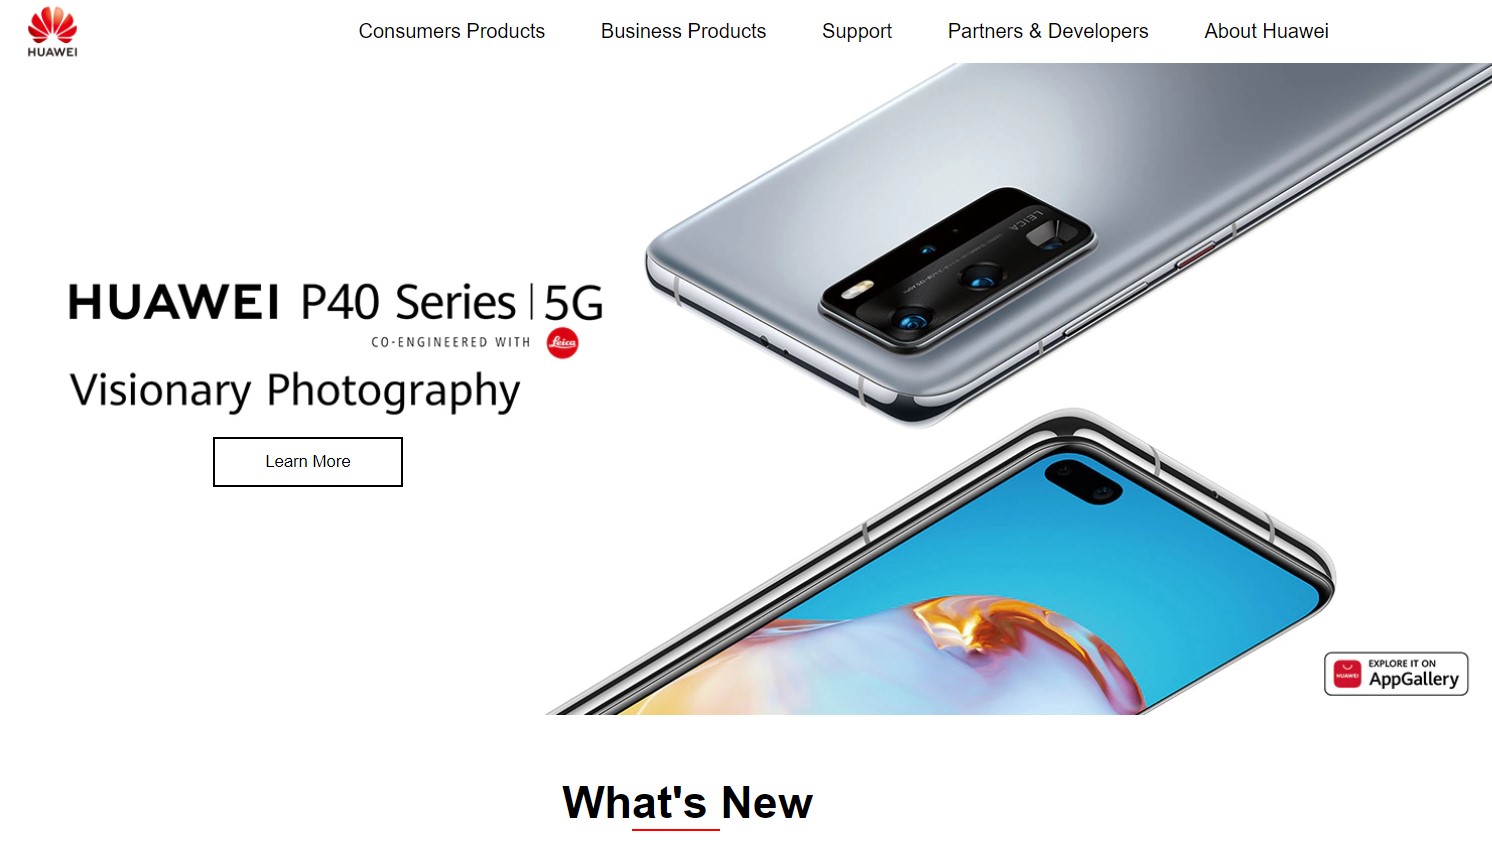 HUAWEI
Consumers Products
Business Products
Support
Partners & Developers
About Huawei
LEICA
HUAWEI P40 Series | 5G
CO-ENGINEERED WITH Leica
Visionary Photography
Learn More
EXPLORE IT ON
HUAWEI AppGallery
What's New